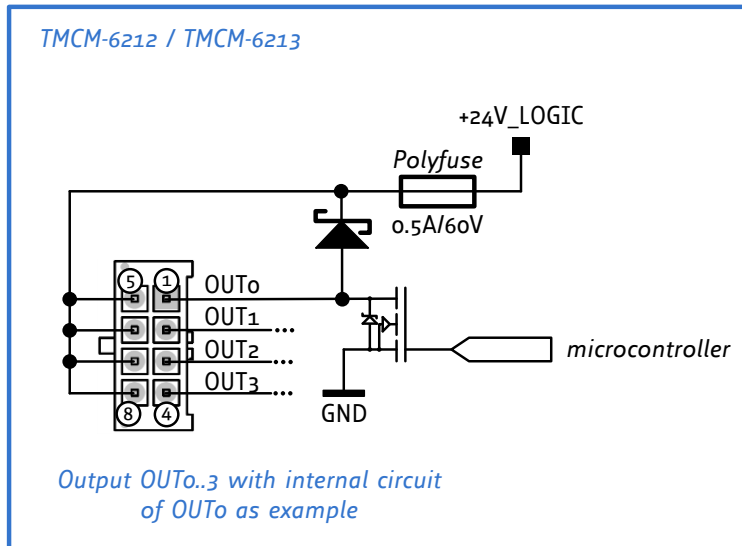 TMCM-6212 / TMCM-6213
+24V_LOGIC
Polyfuse
0.5A/60V
5
1
OUT0
OUT1
...
OUT2
...
OUT3
...
8
4
GND
microcontroller
Output OUT0..3 with internal circuit
of OUT0 as example